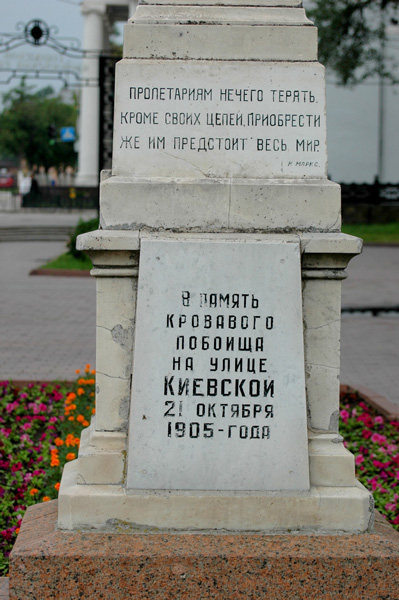 ПРОЛЕТАРИЯМ НЕЧЕГО ТЕРЯТЬ,
КРОМЕ СВОИХ ЦЕПЕЙ, ПРИОБРЕСТИ
ЖЕ ИМ ПРЕДСТОИТ ВЕСЬ МИР.
К МАРКС.
В ПАМЯТЬ
КРОВАВОГО
ПОБОИЩА
НА УЛИЦЕ
КИЕВСКОЙ
21 ОКТЯБРЯ
1905-ГОДА